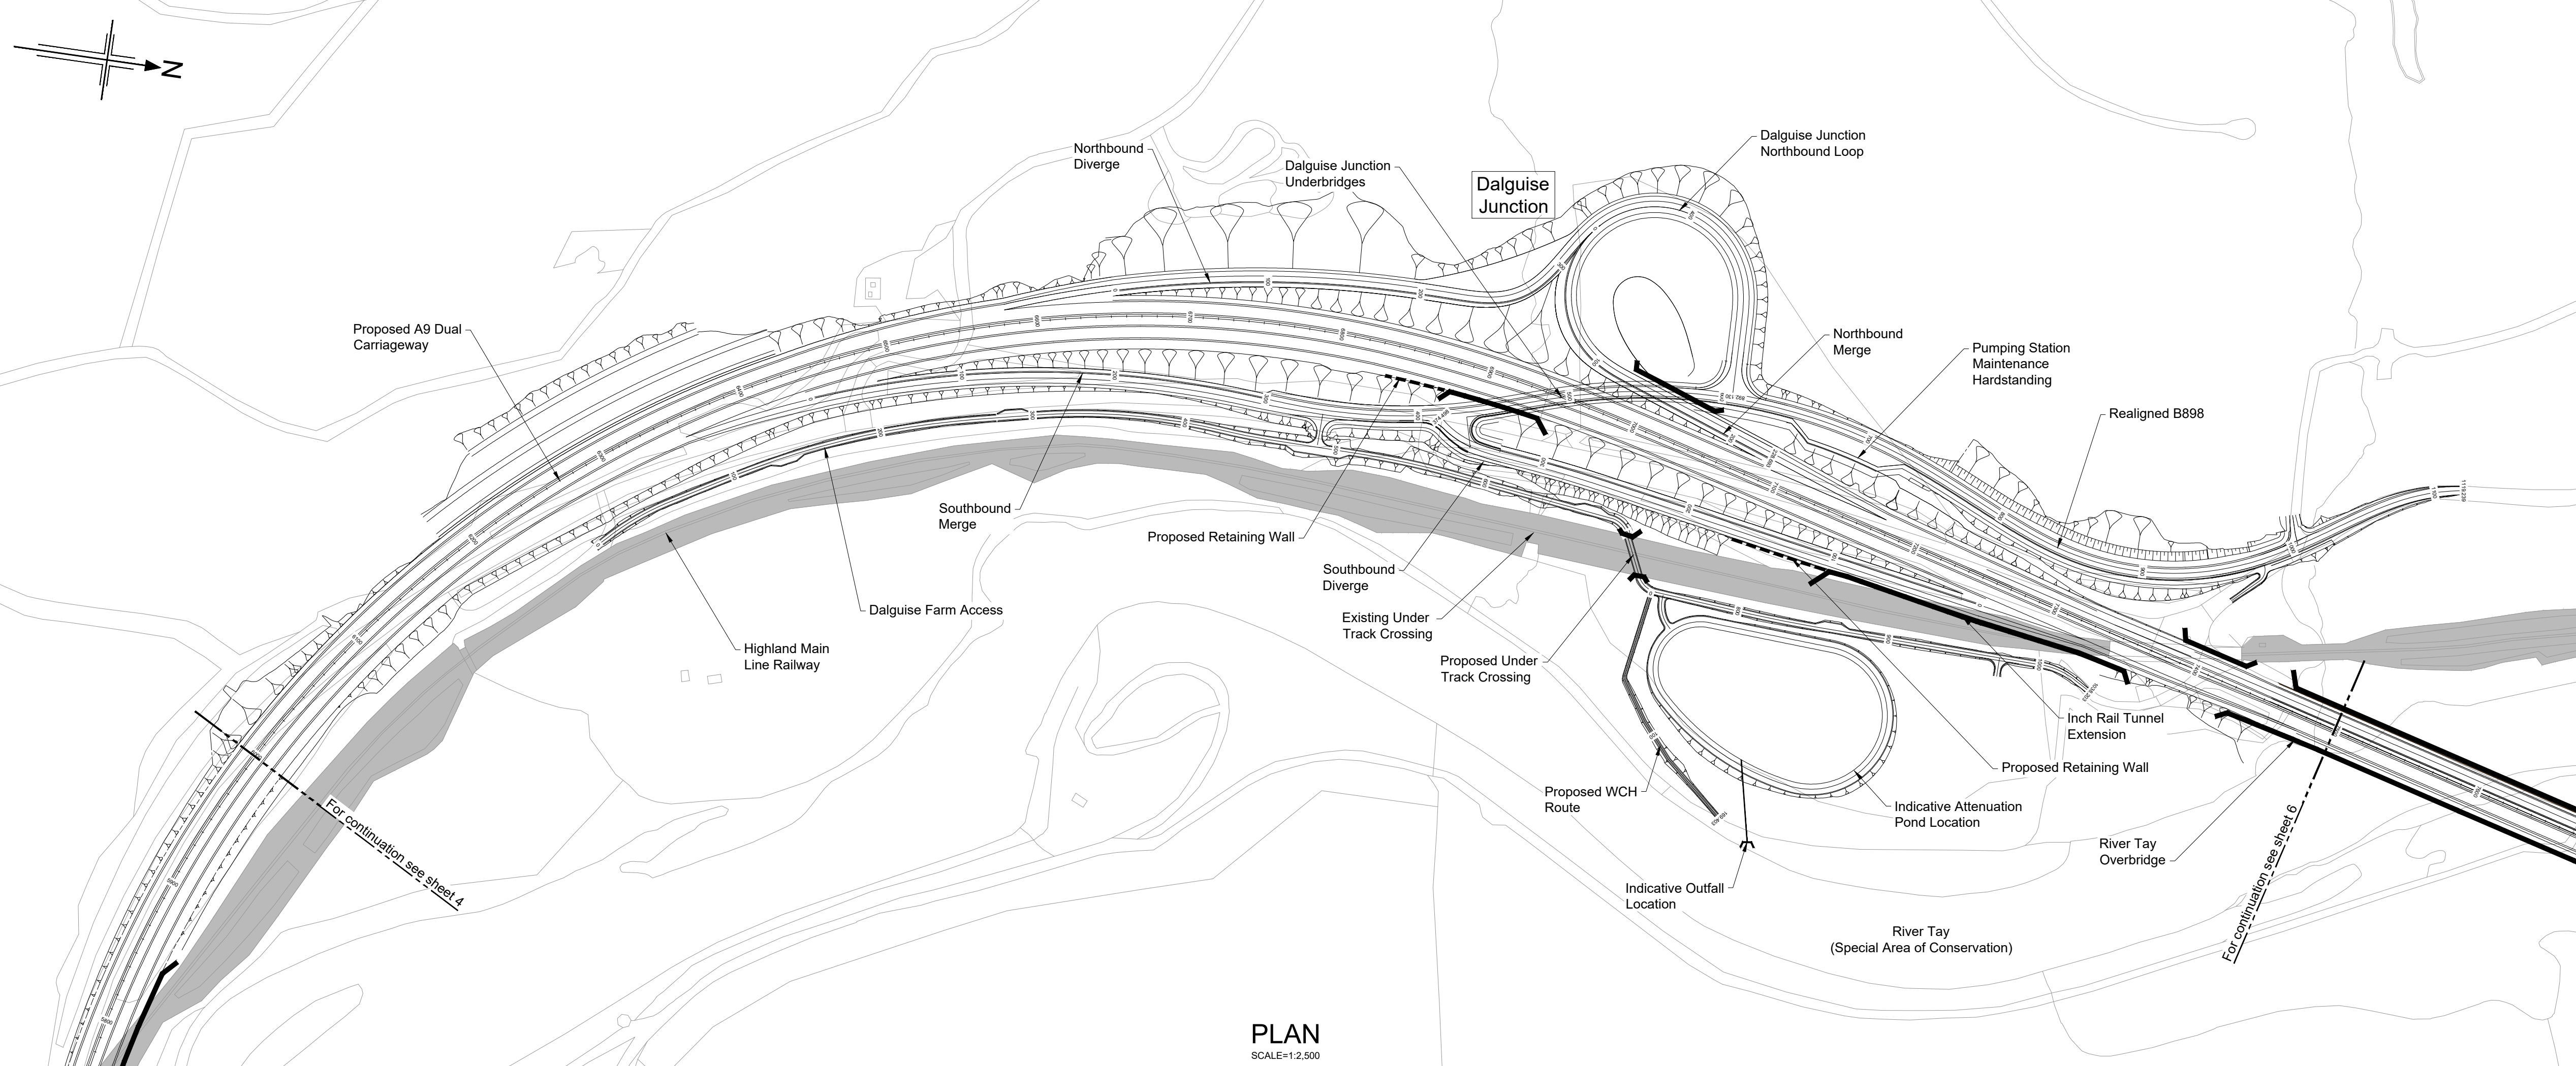 N
Northbound
Diverge
Dalguise Junction
Underbridges
Dalguise
Junction
Dalguise Junction
Northbound Loop
Proposed A9 Dual
Carriageway
Northbound
Merge
Pumping Station
Maintenance
Hardstanding
Realigned B898
Southbound
Merge
Proposed Retaining Wall
Southbound
Diverge
Existing Under
Track Crossing
Proposed Under
Track Crossing
Dalguise Farm Access
Highland Main
Line Railway
Inch Rail Tunnel
Extension
Proposed Retaining Wall
Proposed WCH
Route
Indicative Attenuation
Pond Location
River Tay
Overbridge
Indicative Outfall
Location
River Tay
(Special Area of Conservation)
For continuation see sheet 4
For continuation see sheet 6
PLAN
SCALE=1:2,500